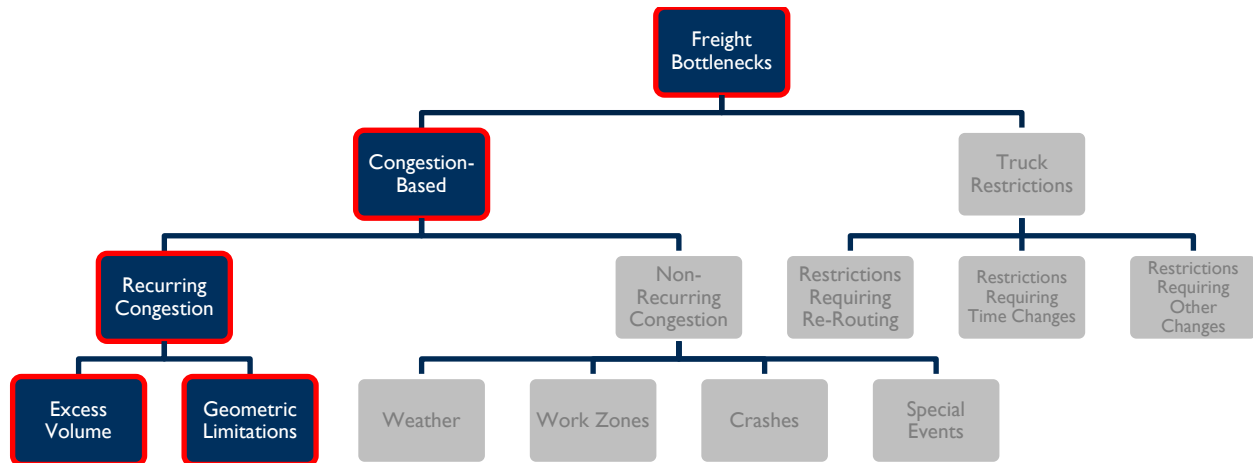 Freight
Bottlenecks
Congestion-
Based
Truck
Restrictions
Recurring
Congestion
Non-
Recurring
Congestion
Restrictions
Requiring
Re-Routing
Restrictions
Requiring
Time Changes
Restrictions
Requiring
Other
Changes
Excess
Volume
Geometric
Limitations
Weather
Work Zones
Crashes
Special
Events